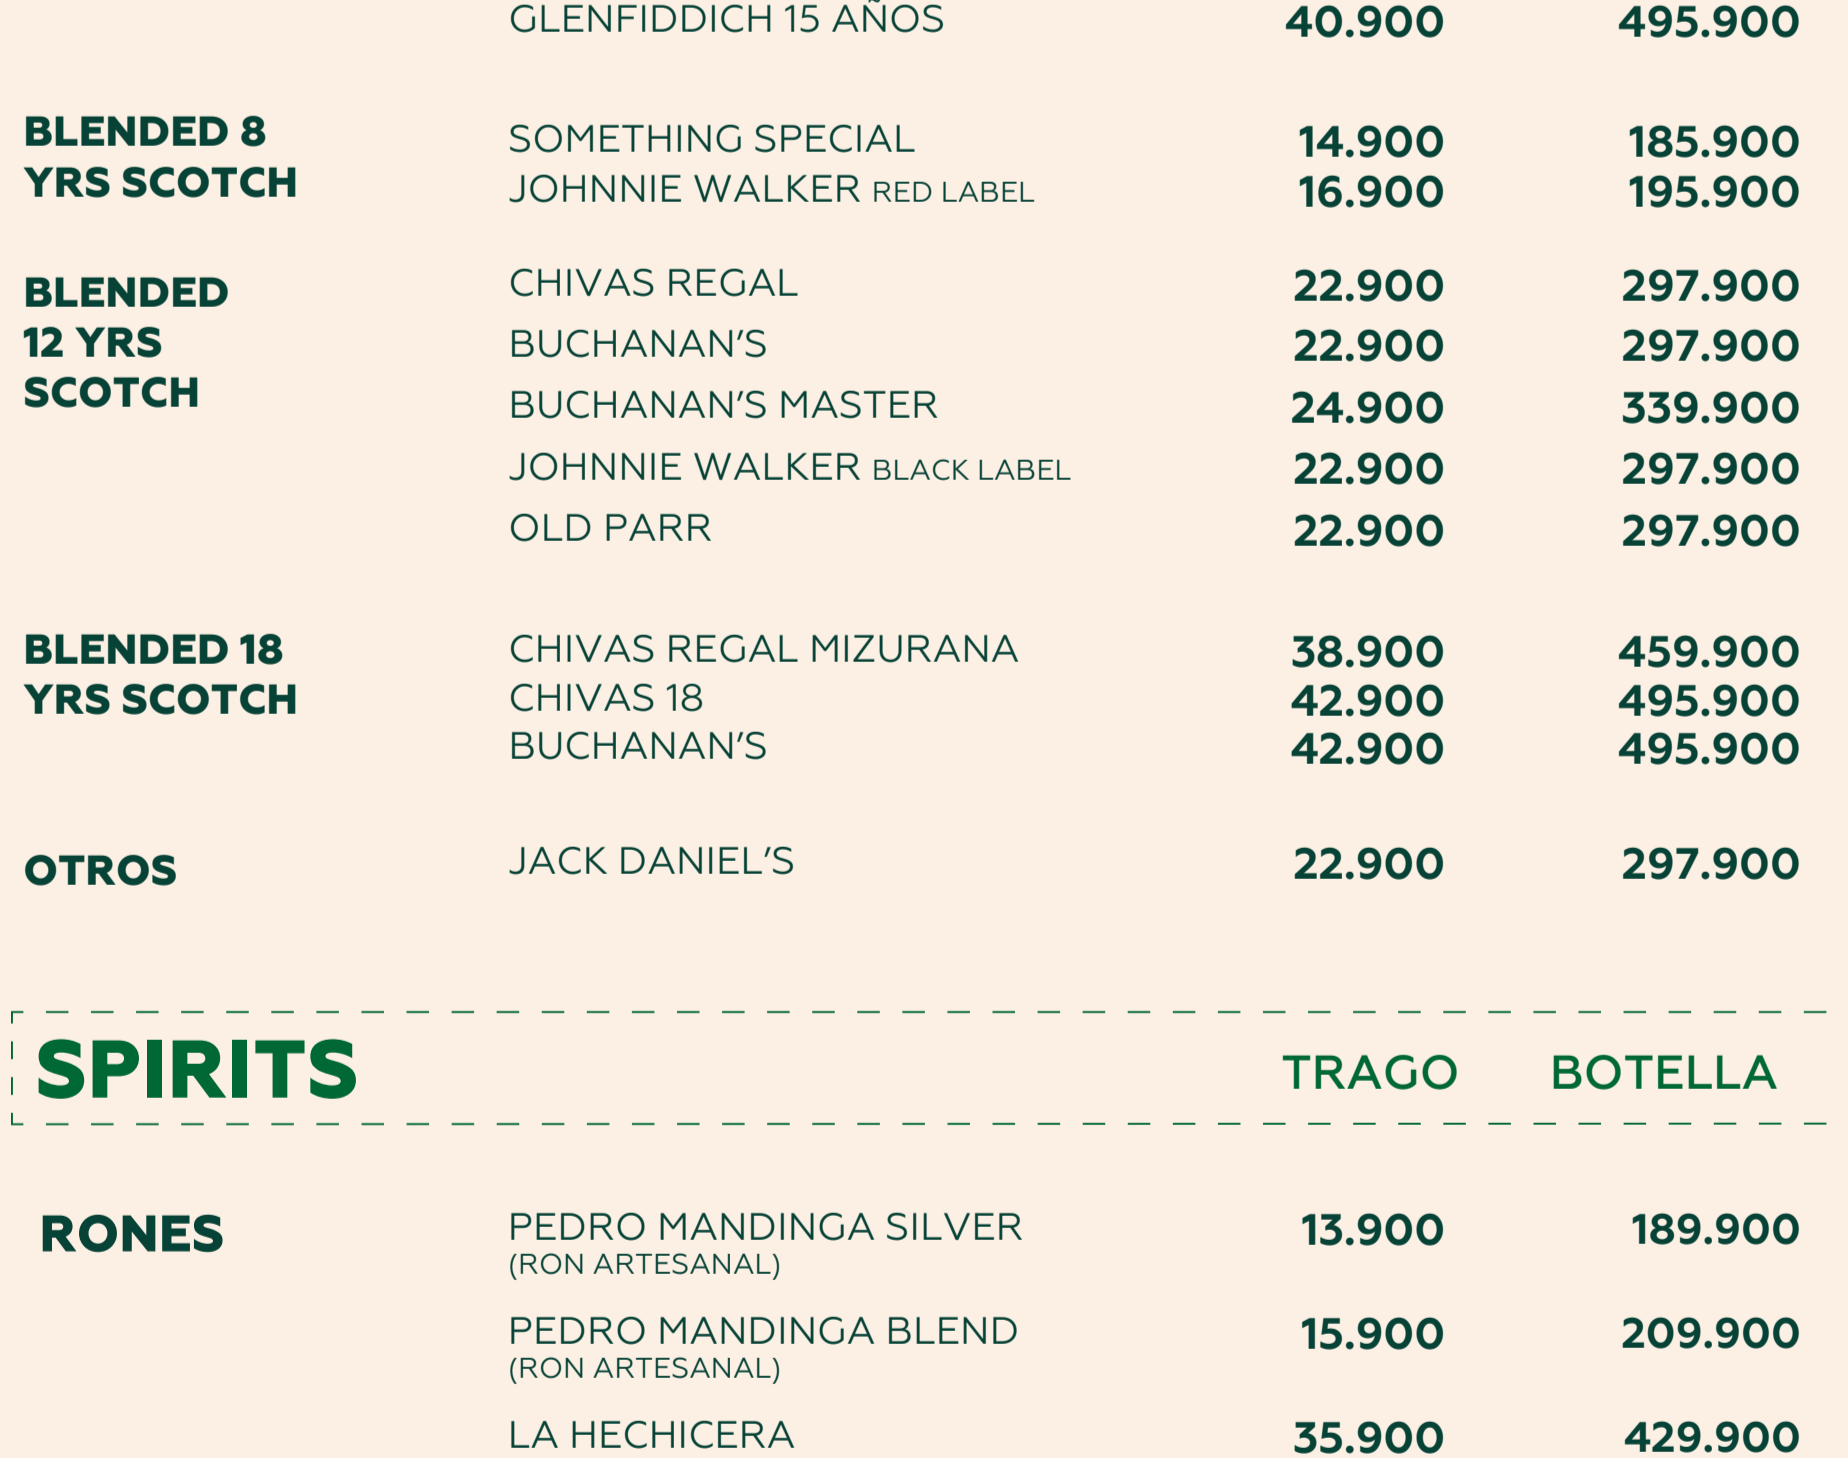 GLENFIDDICH 15 AÑOS 40.900 495.900
BLENDED 8
YRS SCOTCH
SOMETHING SPECIAL 14.900 185.900
JOHNNIE WALKER RED LABEL 16.900 195.900
BLENDED
12 YRS
SCOTCH
CHIVAS REGAL 22.900 297.900
BUCHANAN'S 22.900 297.900
BUCHANAN'S MASTER 24.900 339.900
JOHNNIE WALKER BLACK LABEL 22.900 297.900
OLD PARR 22.900 297.900
BLENDED 18
YRS SCOTCH
CHIVAS REGAL MIZURANA 38.900 459.900
CHIVAS 18 42.900 495.900
BUCHANAN'S 42.900 495.900
OTROS
JACK DANIEL'S 22.900 297.900
SPIRITS TRAGO BOTELLA
RONES
PEDRO MANDINGA SILVER 13.900 189.900
(RON ARTESANAL)
PEDRO MANDINGA BLEND 15.900 209.900
(RON ARTESANAL)
LA HECHICERA 35.900 429.900